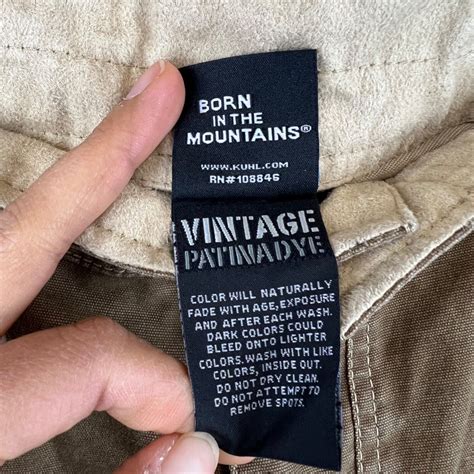 BORN
IN THE
MOUNTAINS®
WWW.KUHL.COM
RN#108846
VINTAGE
PATINADYE
COLOR WILL NATURALLY
FADE WITH AGE,EXPOSURE
AND AFTER EACH WASH.
DARK COLORS COULD
BLEED ONTO LIGHTER
COLORS. WASH WITH LIKE
COLORS, INSIDE OUT.
DO NOT DRY CLEAN.
DO NOT ATTEMPT TO
REMOVE SPOTS.